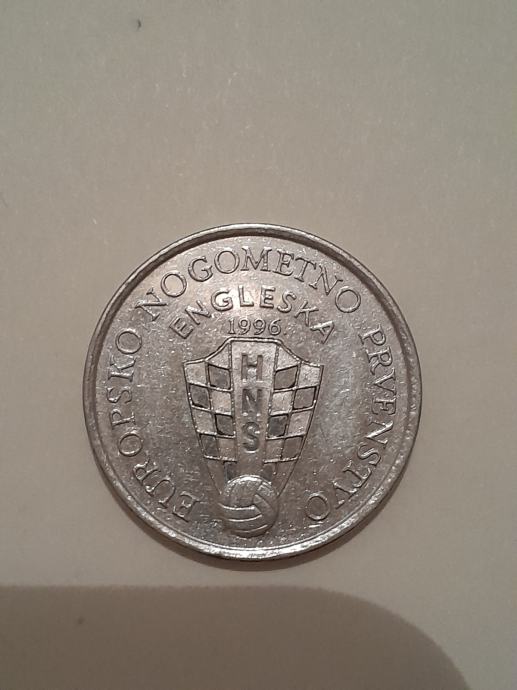 EUROPSKO NOGOMETNO PRVENSTVO
ENGLESKA
1996
HNS